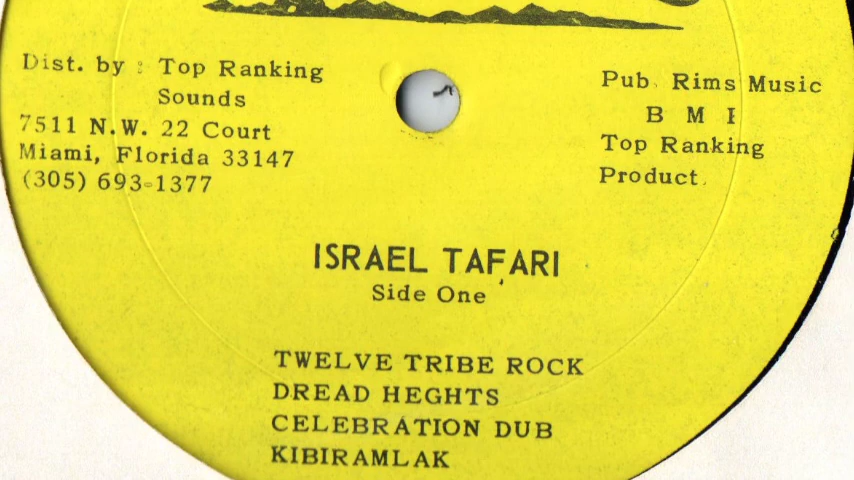 Dist. by : Top Ranking
Sounds
7511 N.W. 22 Court
Miami, Florida 33147
(305) 693-1377
Pub. Rims Music
B M I
Top Ranking
Product.
ISRAEL TAFARI
Side One
TWELVE TRIBE ROCK
DREAD HEGHTS
CELEBRATION DUB
KIBIRAMLAK